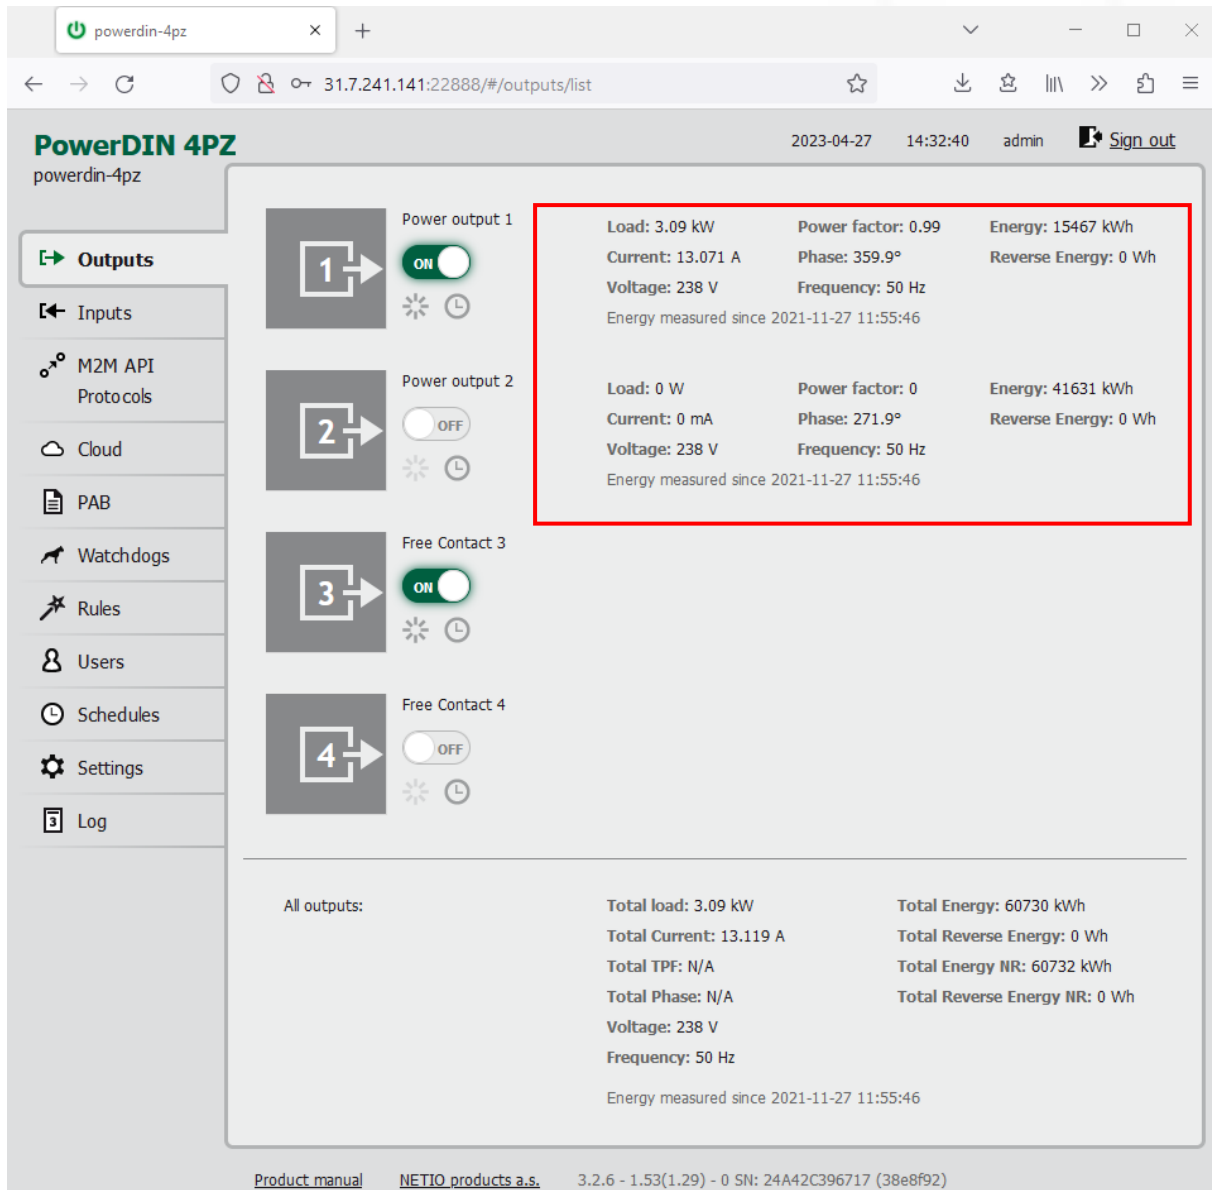 powerdin-4pz
31.7.241.141:22888/#/outputs/list
PowerDIN 4PZ
powerdin-4pz
2023-04-27 14:32:40 admin Sign out
Outputs
Inputs
M2M API
Protocols
Cloud
PAB
Watchdogs
Rules
Users
Schedules
Settings
3 Log
1
Power output 1
ON
Load: 3.09 kW Power factor: 0.99 Energy: 15467 kWh
Current: 13.071 A Phase: 359.9° Reverse Energy: 0 Wh
Voltage: 238 V Frequency: 50 Hz
Energy measured since 2021-11-27 11:55:46
2
Power output 2
OFF
Load: 0 W Power factor: 0 Energy: 41631 kWh
Current: 0 mA Phase: 271.9° Reverse Energy: 0 Wh
Voltage: 238 V Frequency: 50 Hz
Energy measured since 2021-11-27 11:55:46
3
Free Contact 3
ON
4
Free Contact 4
OFF
All outputs:
Total load: 3.09 kW Total Energy: 60730 kWh
Total Current: 13.119 A Total Reverse Energy: 0 Wh
Total TPF: N/A Total Energy NR: 60732 kWh
Total Phase: N/A Total Reverse Energy NR: 0 Wh
Voltage: 238 V
Frequency: 50 Hz
Energy measured since 2021-11-27 11:55:46
Product manual NETIO products a.s. 3.2.6 - 1.53(1.29) - 0 SN: 24A42C396717 (38e8f92)